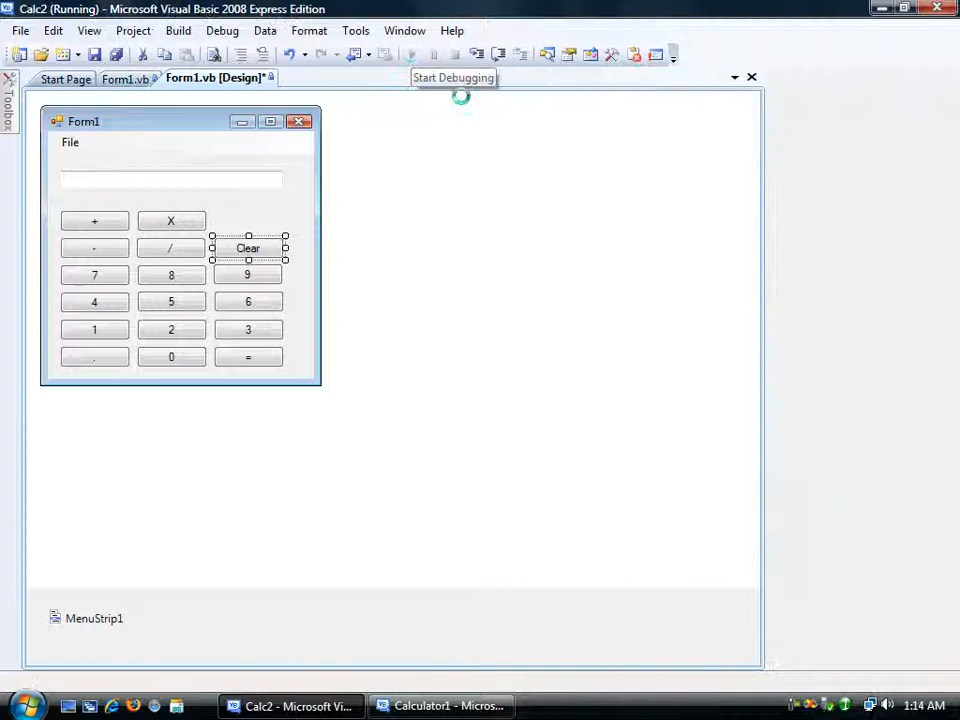 Calc2 (Running) - Microsoft Visual Basic 2008 Express Edition
File Edit View Project Build Debug Data Format Tools Window Help
Start Page Form1.vb Form1.vb [Design]*
Start Debugging
Toolbox
Form1
File
+ X
- / Clear
7 8 9
4 5 6
1 2 3
. 0 =
MenuStrip1
Calc2 - Microsoft Vi... Calculator1 - Micros... 1:14 AM